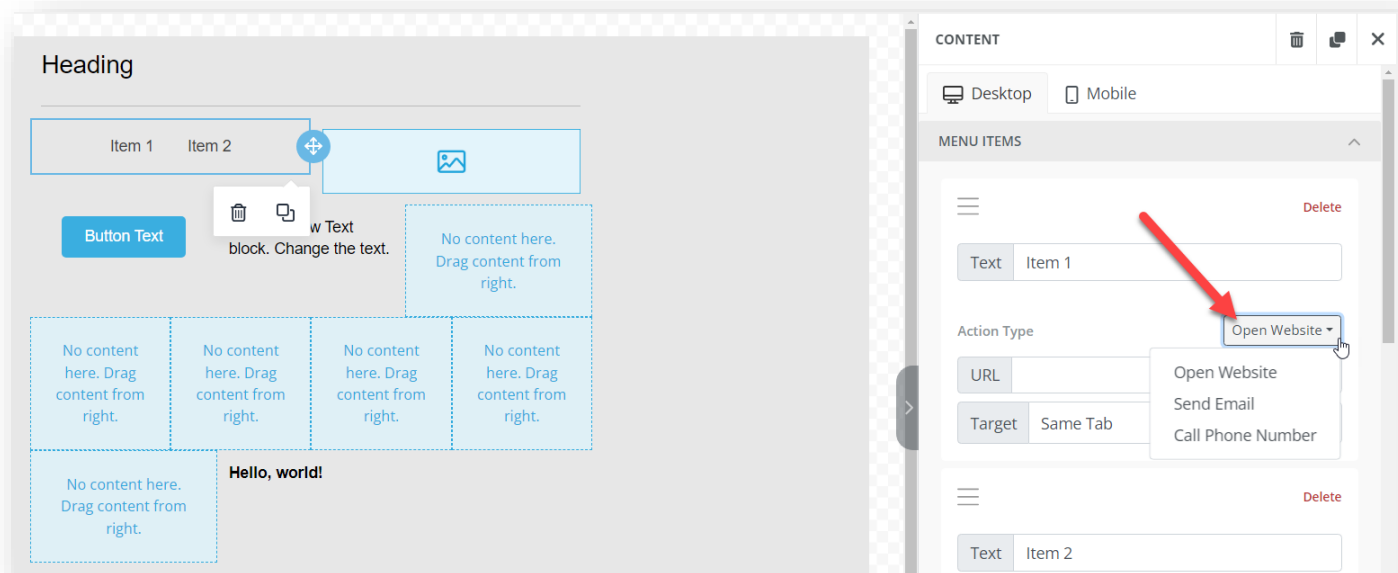 Heading
Item 1 Item 2
Button Text
w Text
block. Change the text.
No content here.
Drag content from
right.
No content
here. Drag
content from
right.
No content
here. Drag
content from
right.
No content
here. Drag
content from
right.
No content
here. Drag
content from
right.
No content here.
Drag content from
right.
Hello, world!
CONTENT
Desktop Mobile
MENU ITEMS
Delete
Text Item 1
Action Type Open Website
URL
Open Website
Send Email
Call Phone Number
Target Same Tab
Delete
Text Item 2